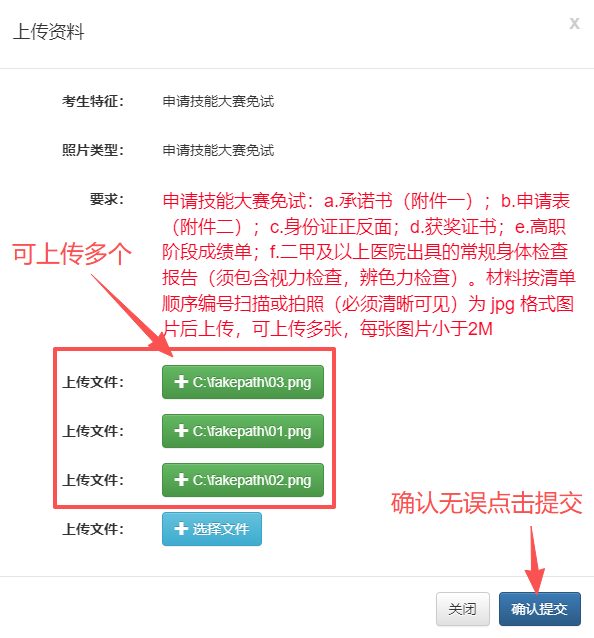 上传资料
x
考生特征： 申请技能大赛免试
照片类型： 申请技能大赛免试
要求： 申请技能大赛免试：a.承诺书（附件一）；b.申请表
（附件二）；c.身份证正反面；d.获奖证书；e.高职
阶段成绩单；f.二甲及以上医院出具的常规身体检查
报告（须包含视力检查，辨色力检查）。材料按清单
顺序编号扫描或拍照（必须清晰可见）为 jpg 格式图
片后上传，可上传多张，每张图片小于2M
可上传多个
上传文件： + C:\fakepath\03.png
上传文件： + C:\fakepath\01.png
上传文件： + C:\fakepath\02.png
上传文件： + 选择文件
确认无误点击提交
关闭 确认提交